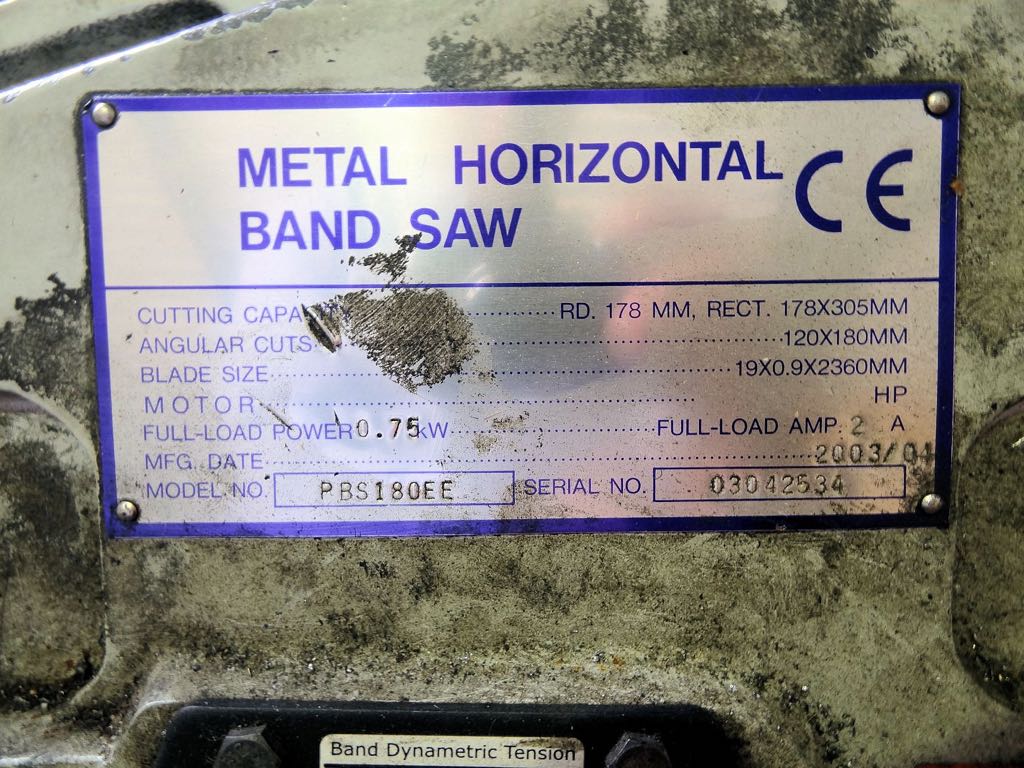 METAL HORIZONTAL
BAND SAW
CE
CUTTING CAPACITY RD. 178 MM, RECT. 178X305MM
ANGULAR CUTS 120X180MM
BLADE SIZE 19X0.9X2360MM
MOTOR HP
FULL-LOAD POWER 0.75 KW FULL-LOAD AMP. 2 A
MFG. DATE 2003/04
MODEL NO. PBS180EE SERIAL NO. 03042534
Band Dynametric Tension